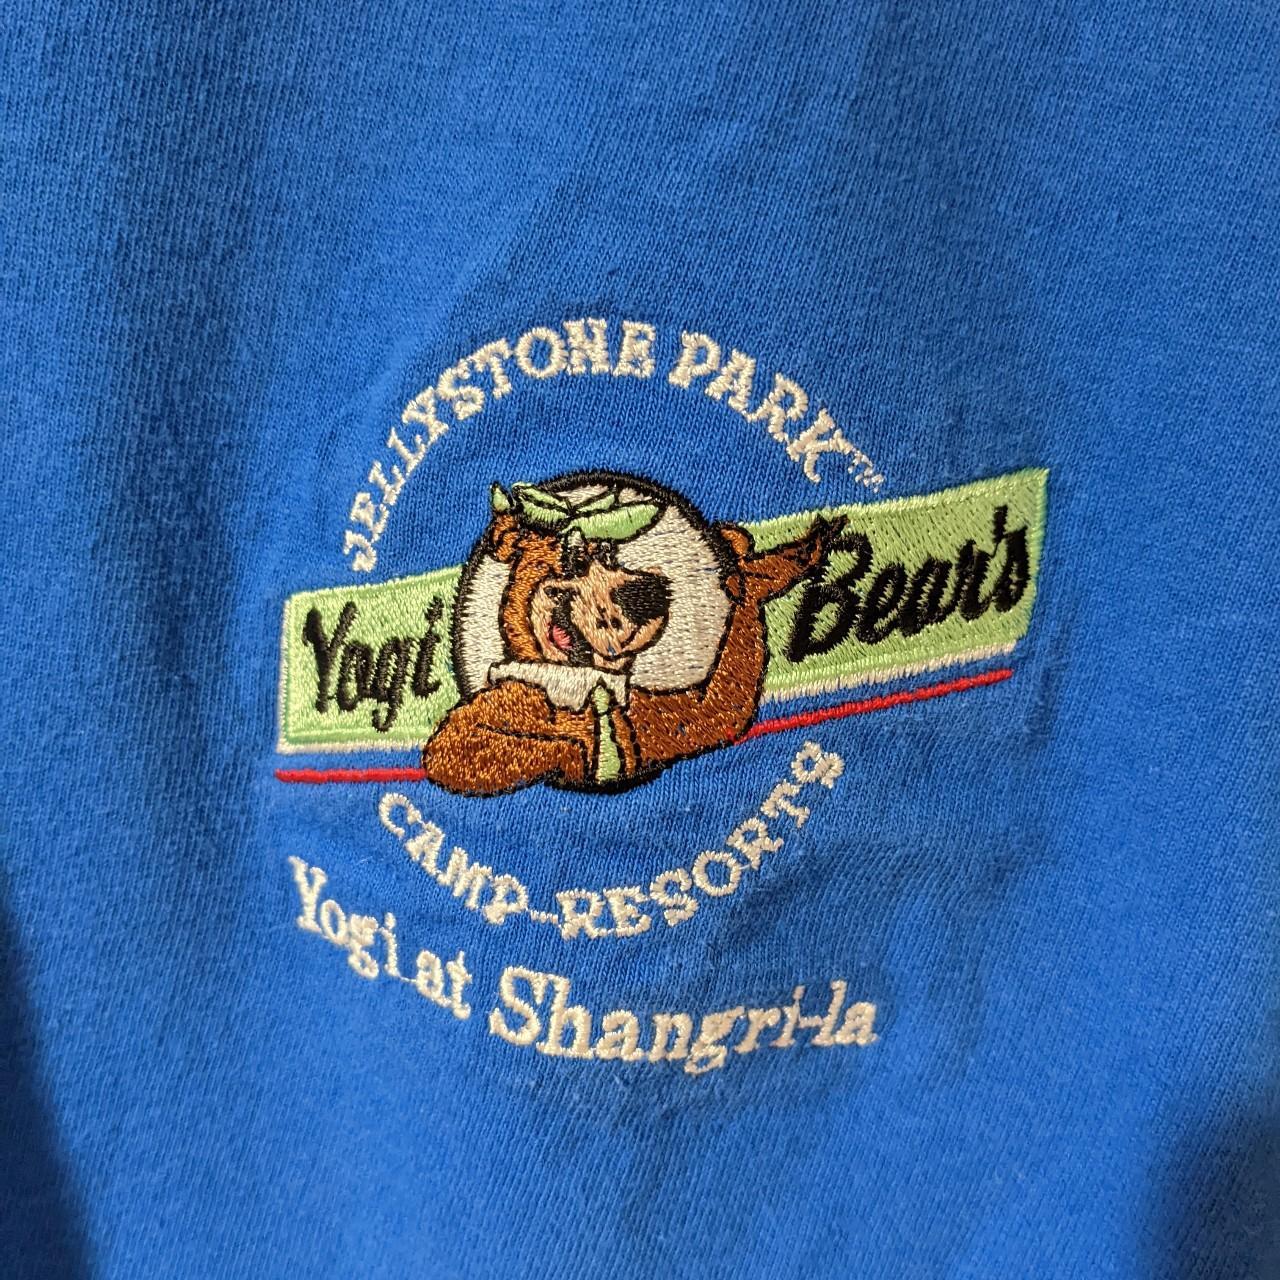 JELLYSTONE PARK™
Yogi Bear's
CAMP-RESORTS
Yogi at Shangri-la